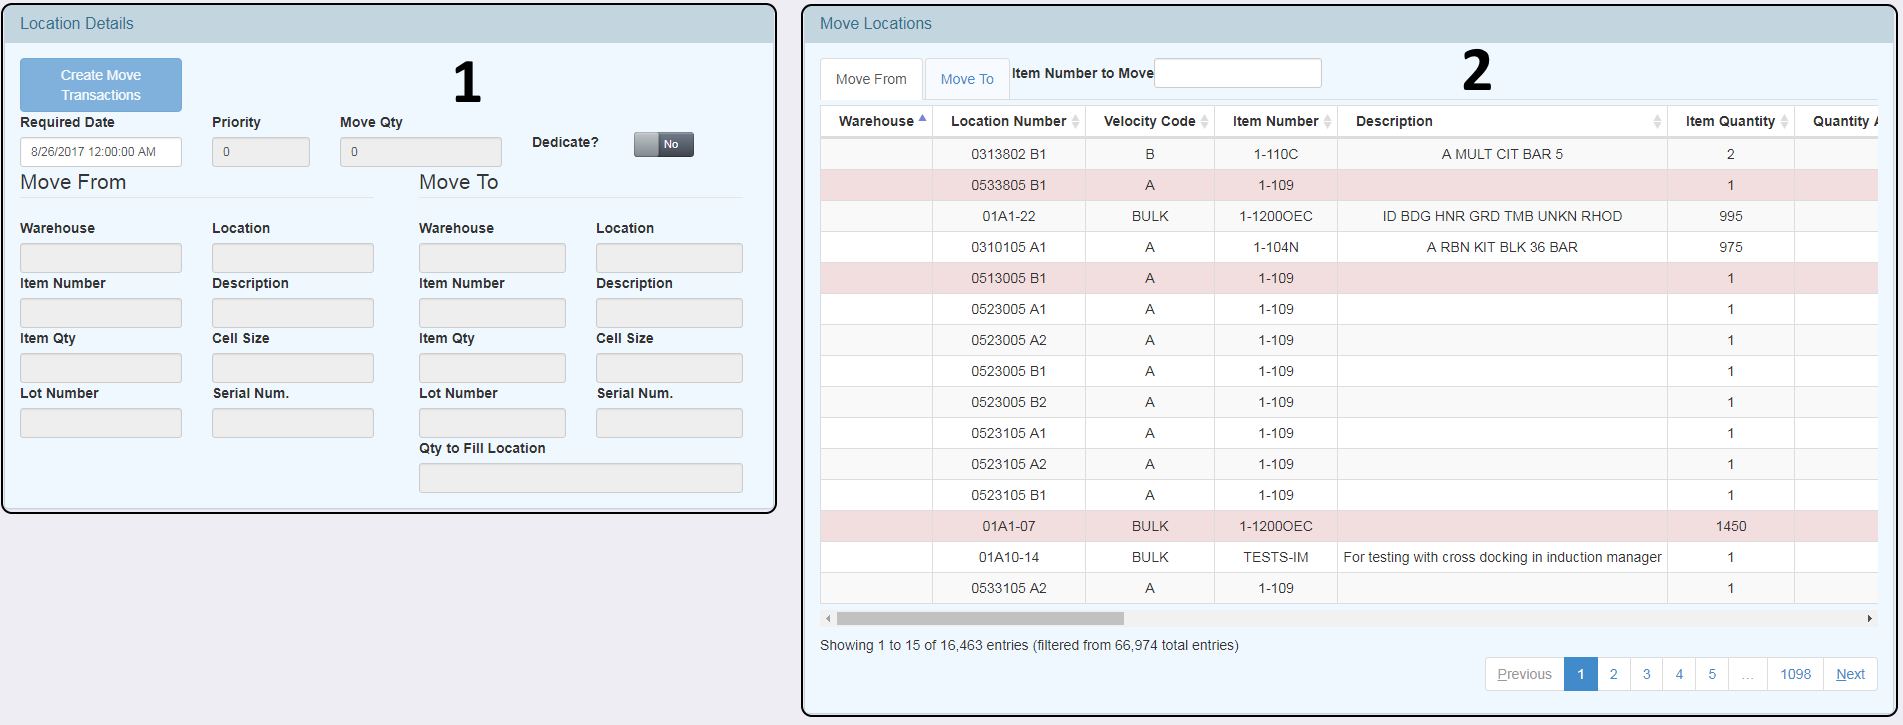 Location Details
1
Create Move
Transactions
Required Date Priority Move Qty Dedicate? No
8/26/2017 12:00:00 AM 0 0
Move From Move To
Warehouse Location Warehouse Location
Item Number Description Item Number Description
Item Qty Cell Size Item Qty Cell Size
Lot Number Serial Num. Lot Number Serial Num.
Qty to Fill Location
Move Locations
2
Move From Move To Item Number to Move
Warehouse Location Number Velocity Code Item Number Description Item Quantity Quantity
0313802 B1 B 1-110C A MULT CIT BAR 5 2
0533805 B1 A 1-109 1
01A1-22 BULK 1-1200OEC ID BDG HNR GRD TMB UNKN RHOD 995
0310105 A1 A 1-104N A RBN KIT BLK 36 BAR 975
0513005 B1 A 1-109 1
0523005 A1 A 1-109 1
0523005 A2 A 1-109 1
0523005 B1 A 1-109 1
0523005 B2 A 1-109 1
0523105 A1 A 1-109 1
0523105 A2 A 1-109 1
0523105 B1 A 1-109 1
01A1-07 BULK 1-1200OEC 1450
01A10-14 BULK TESTS-IM For testing with cross docking in induction manager 1
0533105 A2 A 1-109 1
Showing 1 to 15 of 16,463 entries (filtered from 66,974 total entries)
Previous 1 2 3 4 5 ... 1098 Next